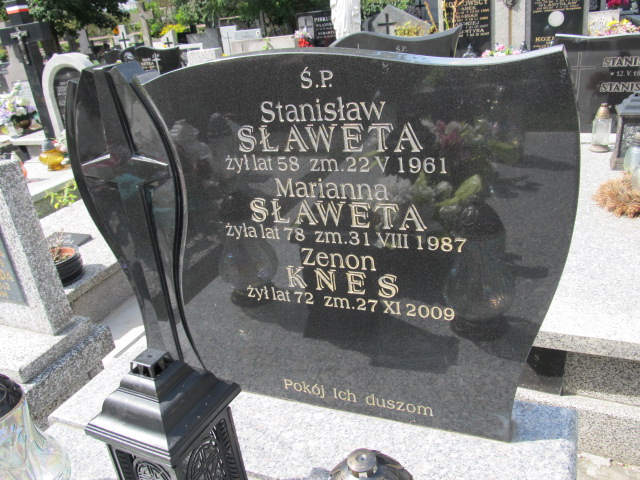 Ś.P.
Stanisław
SŁAWETA
żył lat 58 zm. 22 V 1961
Marianna
SŁAWETA
żyła lat 78 zm. 31 VIII 1987
Zenon
KNES
żył lat 72 zm. 27 XI 2009
Pokój Ich duszom